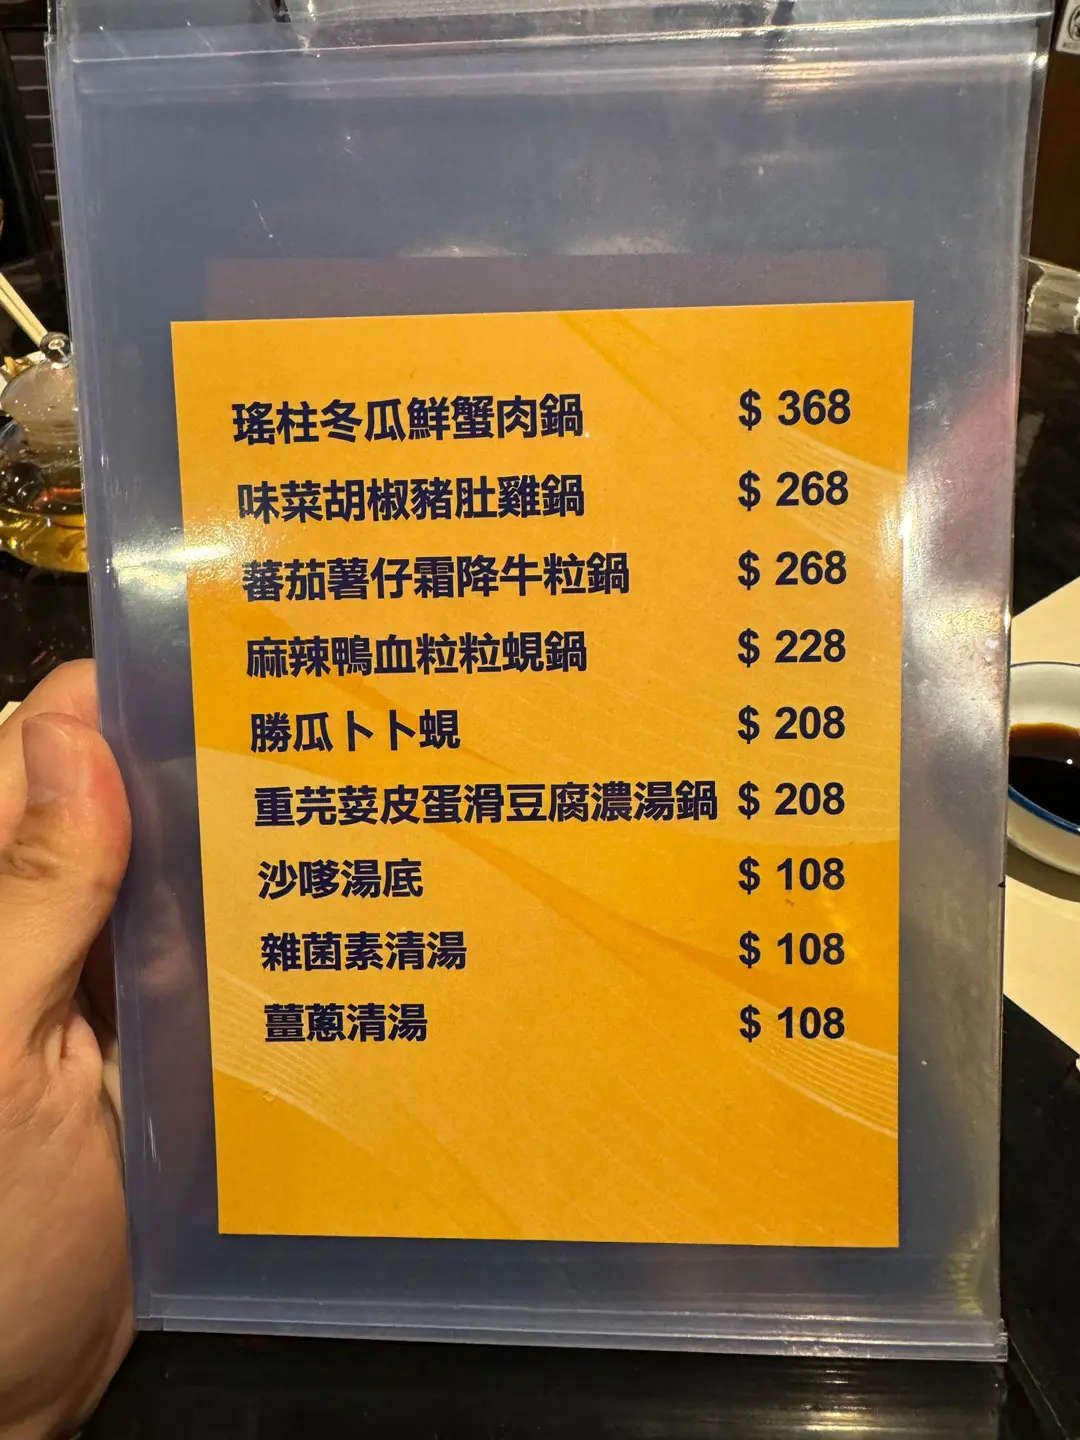 瑤柱冬瓜鮮蟹肉鍋 $ 368
味菜胡椒豬肚雞鍋 $ 268
蕃茄薯仔霜降牛粒鍋 $ 268
麻辣鴨血粒粒蜆鍋 $ 228
勝瓜卜卜蜆 $ 208
重芫荽皮蛋滑豆腐濃湯鍋 $ 208
沙嗲湯底 $ 108
雜菌素清湯 $ 108
薑蔥清湯 $ 108